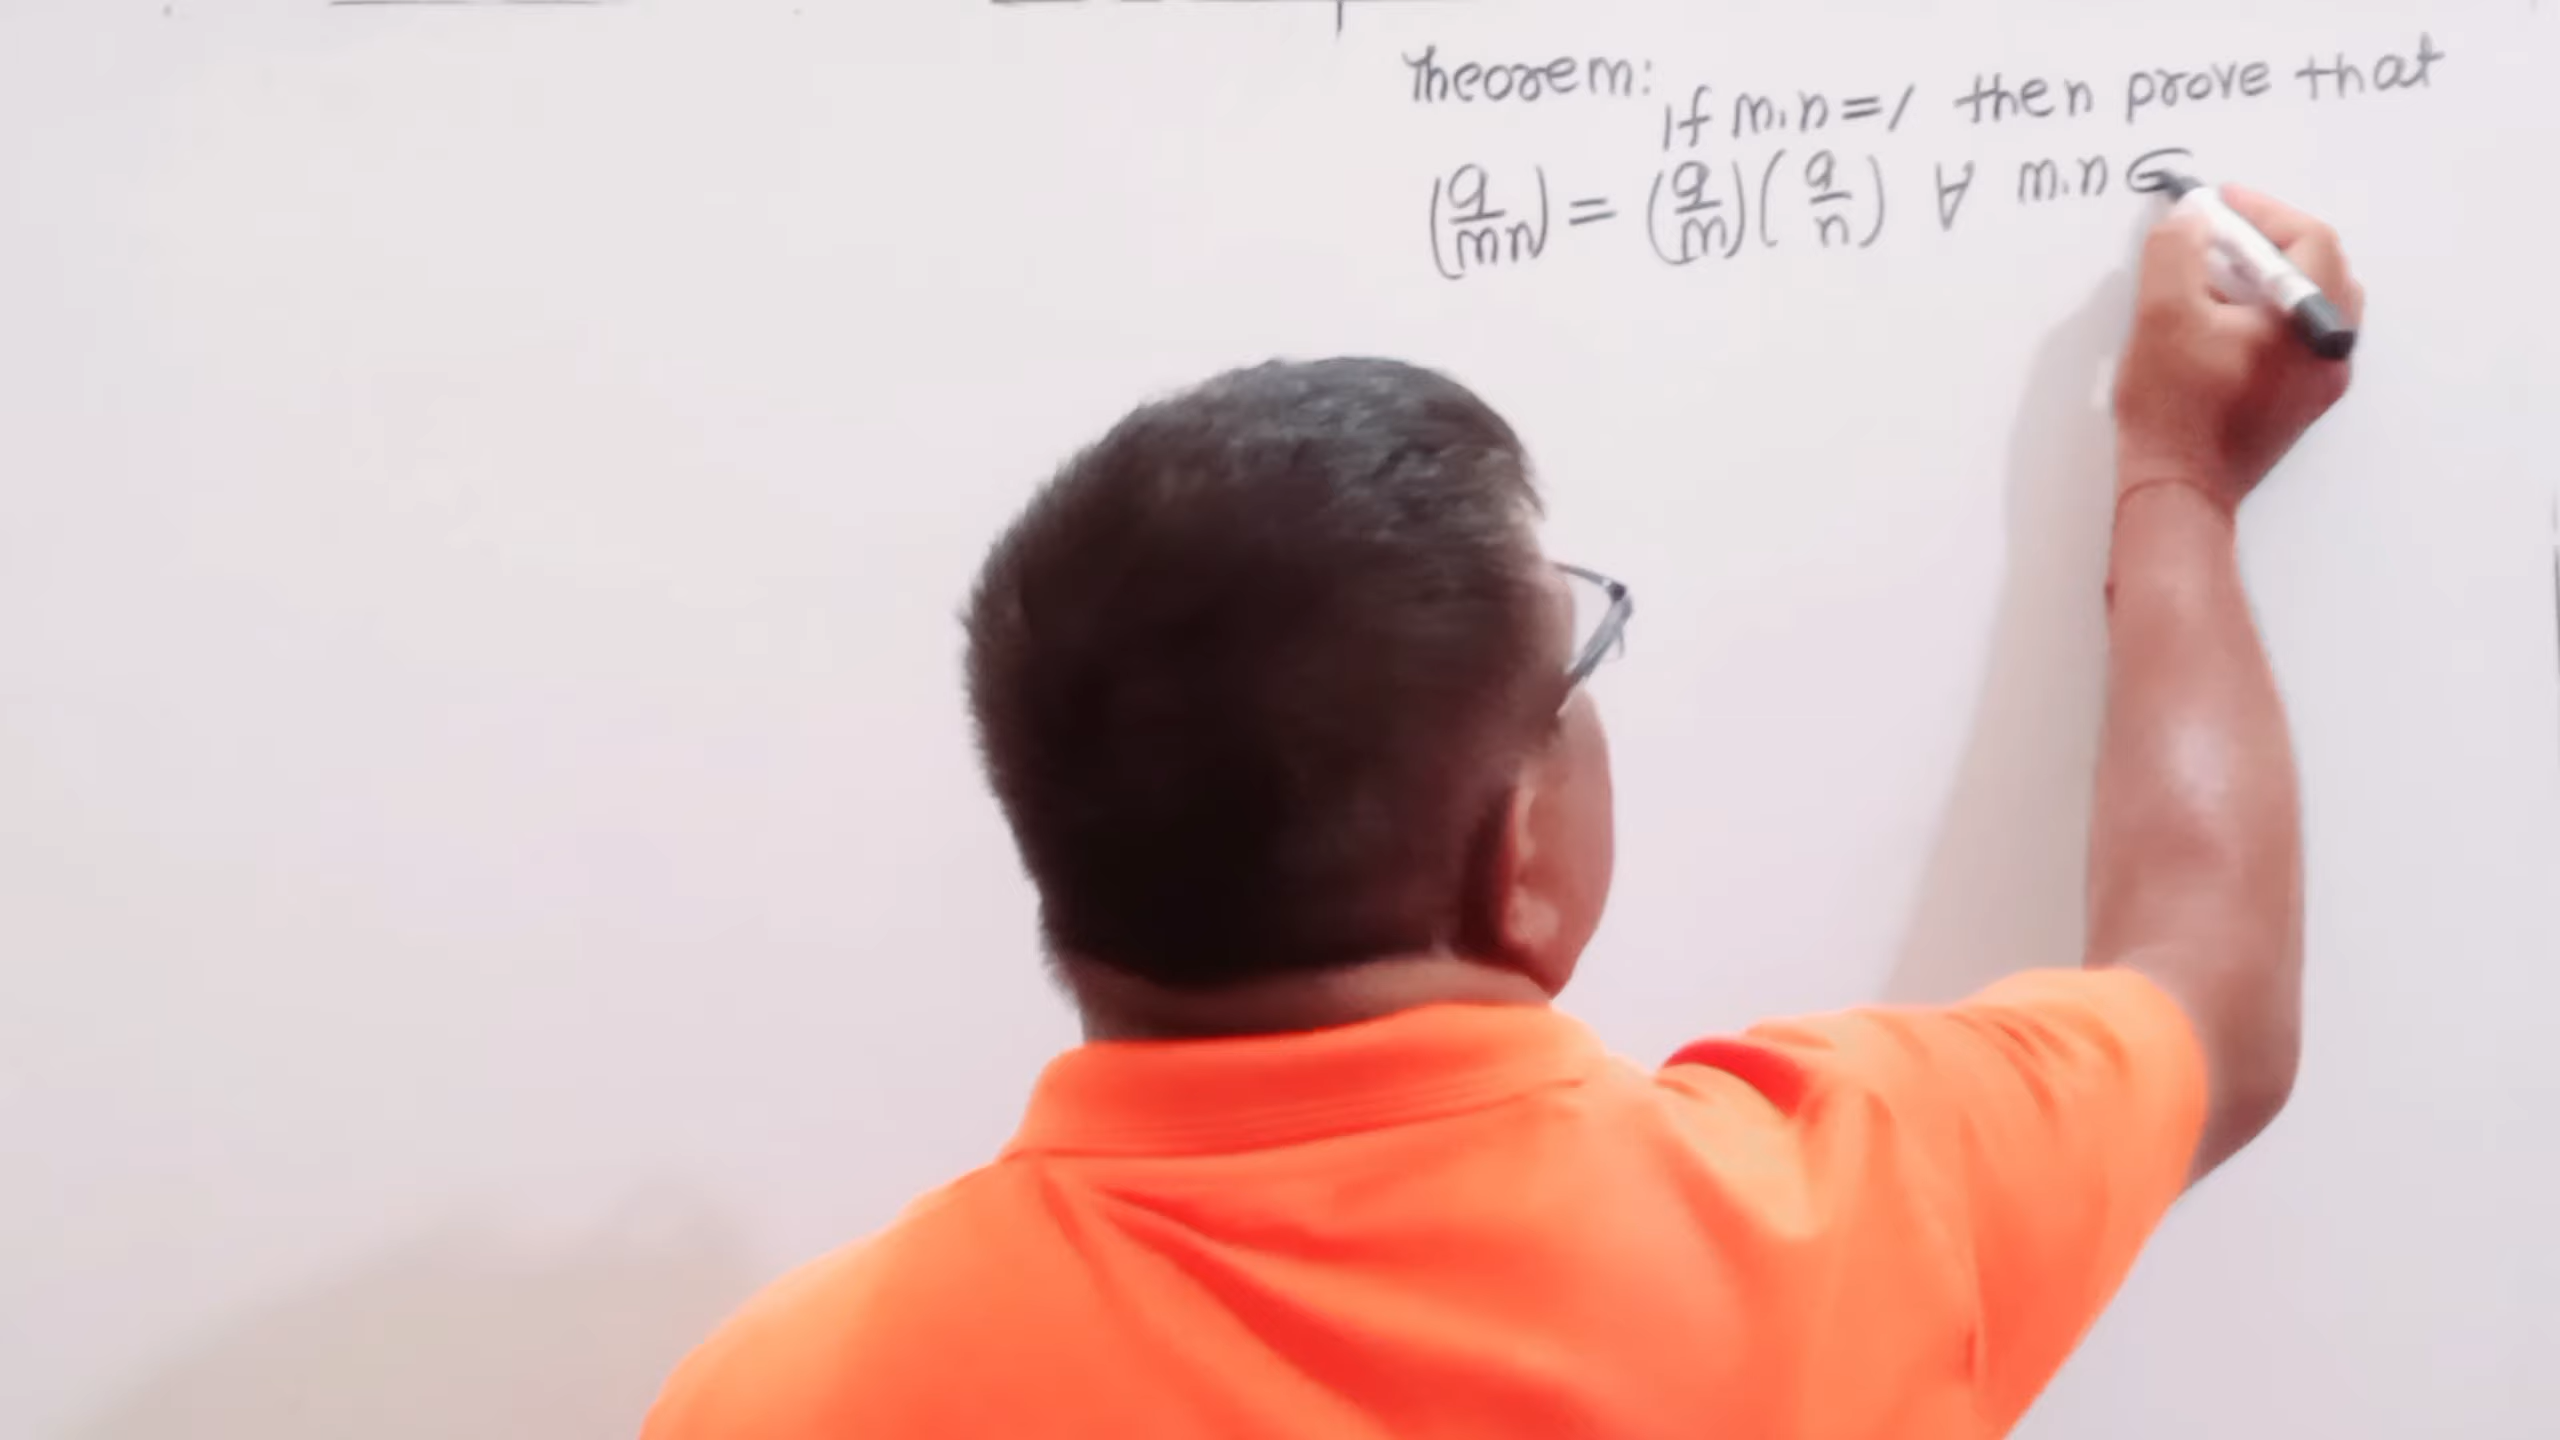 Theorem: If m.n=1 then prove that
(a/mn) = (a/m)(a/n) ∀ m.n ∈